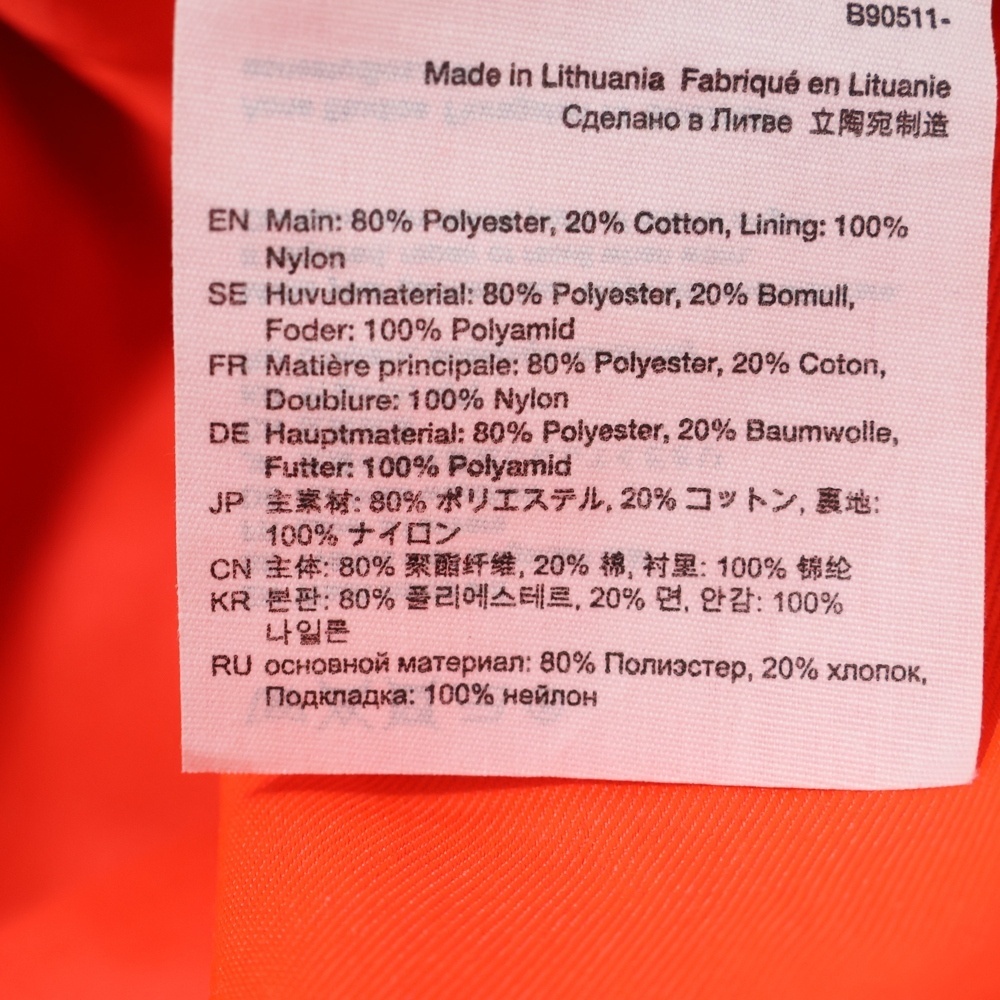 B90511-
Made in Lithuania Fabriqué en Lituanie
Сделано в Литве 立陶宛制造
EN Main: 80% Polyester, 20% Cotton, Lining: 100%
Nylon
SE Huvudmaterial: 80% Polyester, 20% Bomull,
Foder: 100% Polyamid
FR Matière principale: 80% Polyester, 20% Coton,
Doublure: 100% Nylon
DE Hauptmaterial: 80% Polyester, 20% Baumwolle,
Futter: 100% Polyamid
JP 主素材: 80% ポリエステル, 20% コットン, 裏地:
100% ナイロン
CN 主体: 80% 聚酯纤维, 20% 棉, 衬里: 100% 锦纶
KR 본판: 80% 폴리에스테르, 20% 면, 안감: 100%
나일론
RU основной материал: 80% Полиэстер, 20% хлопок,
Подкладка: 100% нейлон